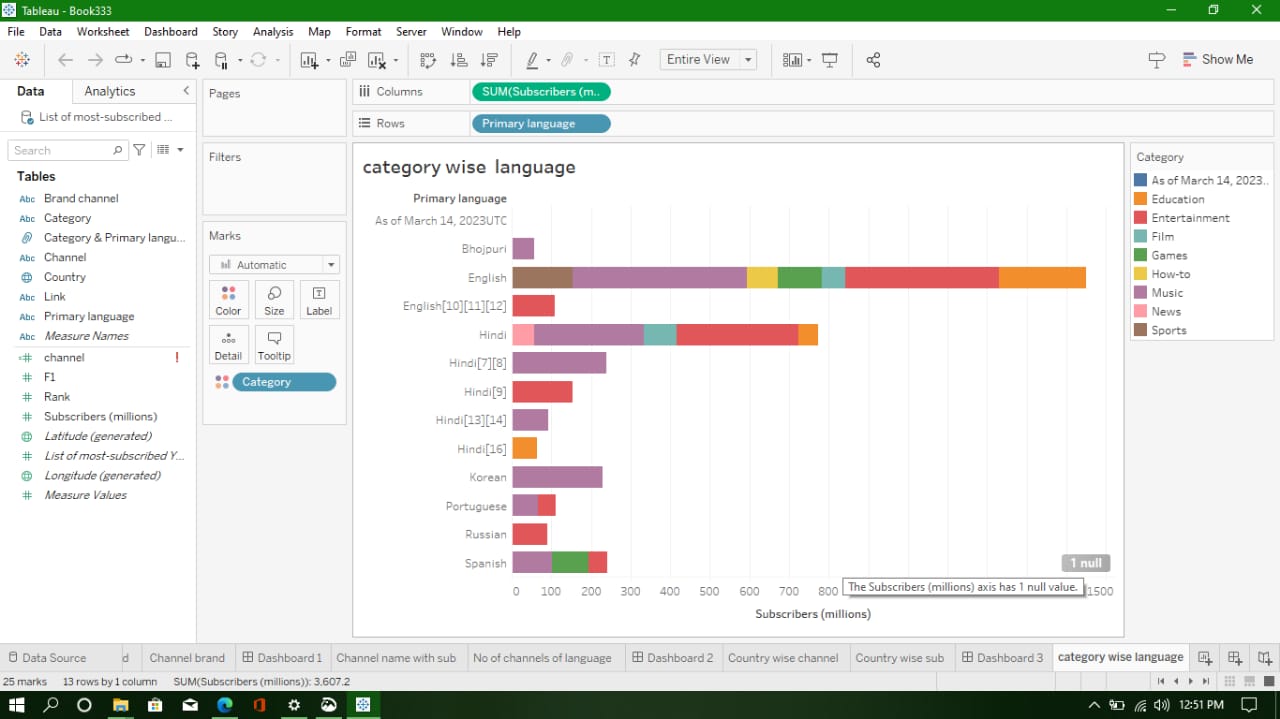 Tableau - Book333
File Data Worksheet Dashboard Story Analysis Map Format Server Window Help
Entire View
Show Me
Data Analytics
List of most-subscribed ...
Search
Tables
Abc Brand channel
Abc Category
Category & Primary langu...
Abc Channel
Country
Abc Link
Abc Primary language
Abc Measure Names
channel !
F1
Rank
Subscribers (millions)
Latitude (generated)
List of most-subscribed Y...
Longitude (generated)
Measure Values
Pages
Filters
Marks
Automatic
Color Size Label
Detail Tooltip
Category
Columns SUM(Subscribers (m..
Rows Primary language
category wise language
Primary language
As of March 14, 2023UTC
Bhojpuri
English
English[10][11][12]
Hindi
Hindi[7][8]
Hindi[9]
Hindi[13][14]
Hindi[16]
Korean
Portuguese
Russian
Spanish
1 null
The Subscribers (millions) axis has 1 null value.
0 100 200 300 400 500 600 700 800 1500
Subscribers (millions)
Category
As of March 14, 2023..
Education
Entertainment
Film
Games
How-to
Music
News
Sports
Data Source d Channel brand Dashboard 1 Channel name with sub No of channels of language Dashboard 2 Country wise channel Country wise sub Dashboard 3 category wise language
25 marks 13 rows by 1 column SUM(Subscribers (millions)): 3,607.2
12:51 PM